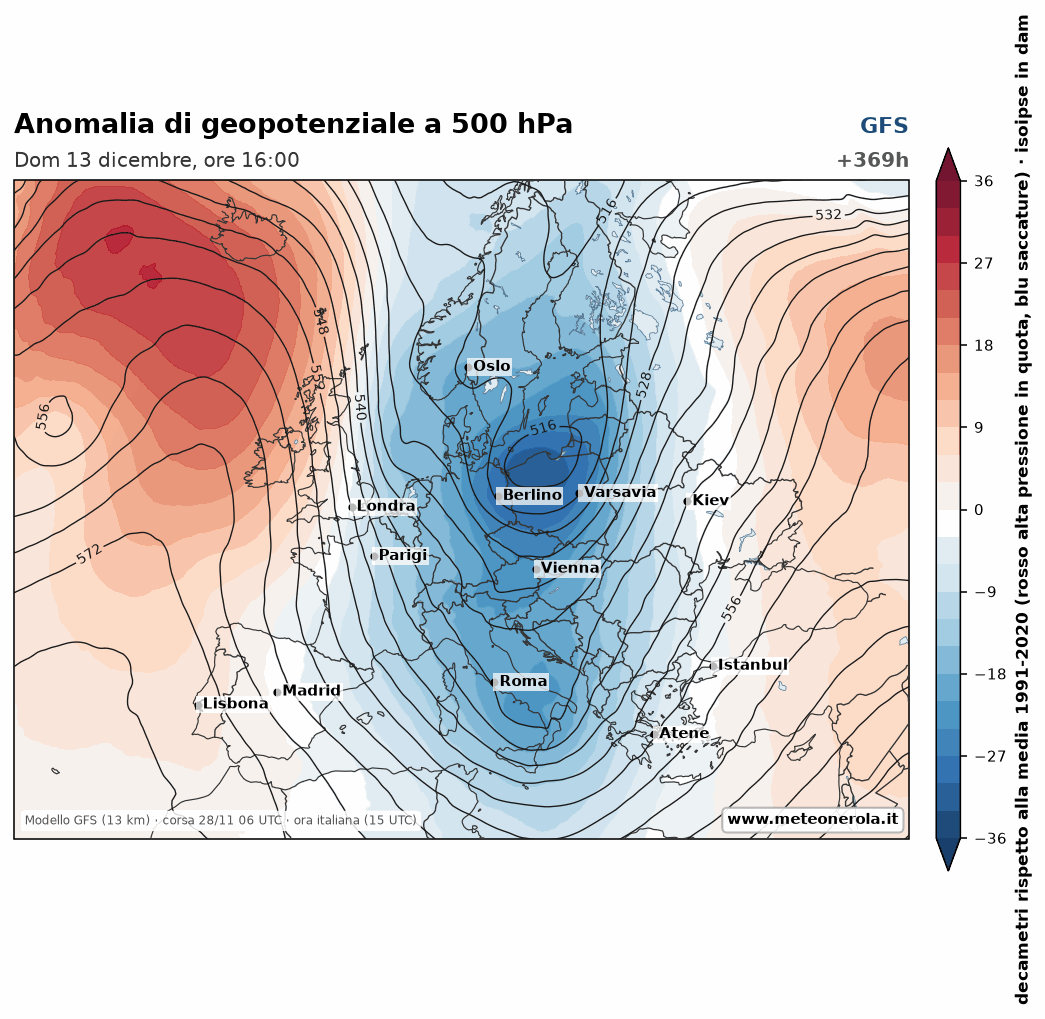 Anomalia di geopotenziale a 500 hPa
GFS
Dom 13 dicembre, ore 16:00
+369h
516
532
548
552
540
528
556
516
572
556
Oslo
Berlino
Varsavia
Kiev
Londra
Parigi
Vienna
Istanbul
Roma
Madrid
Lisbona
Atene
Modello GFS (13 km) · corsa 28/11 06 UTC · ora italiana (15 UTC)
www.meteonerola.it
36
27
18
9
0
−9
−18
−27
−36
decametri rispetto alla media 1991-2020 (rosso alta pressione in quota, blu saccature) · isoipse in dam